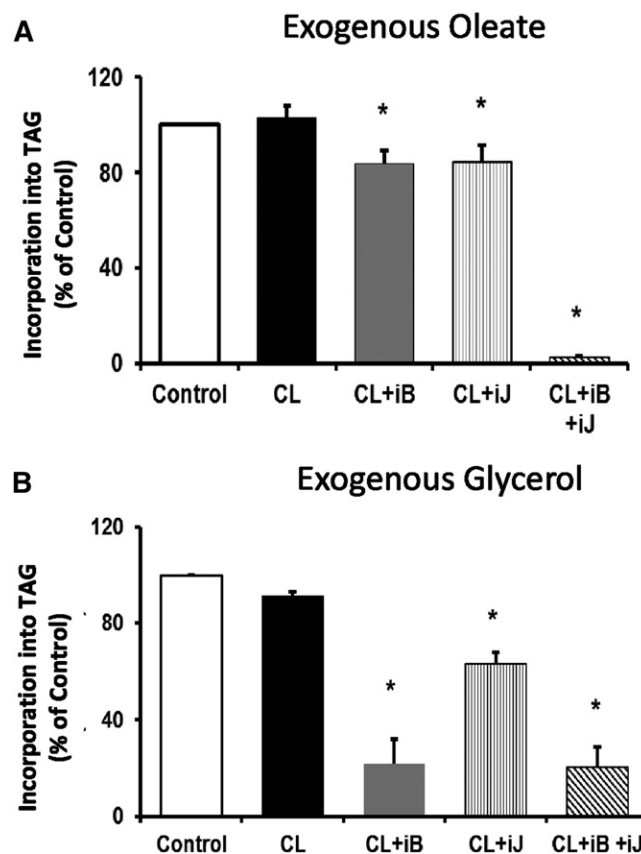 A
Exogenous Oleate
Incorporation into TAG
(% of Control)
120
80
40
0
*
*
*
Control
CL
CL+iB
CL+iJ
CL+iB
+iJ
B
Exogenous Glycerol
Incorporation into TAG
(% of Control)
120
80
40
0
*
*
*
Control
CL
CL+iB
CL+iJ
CL+iB +iJ